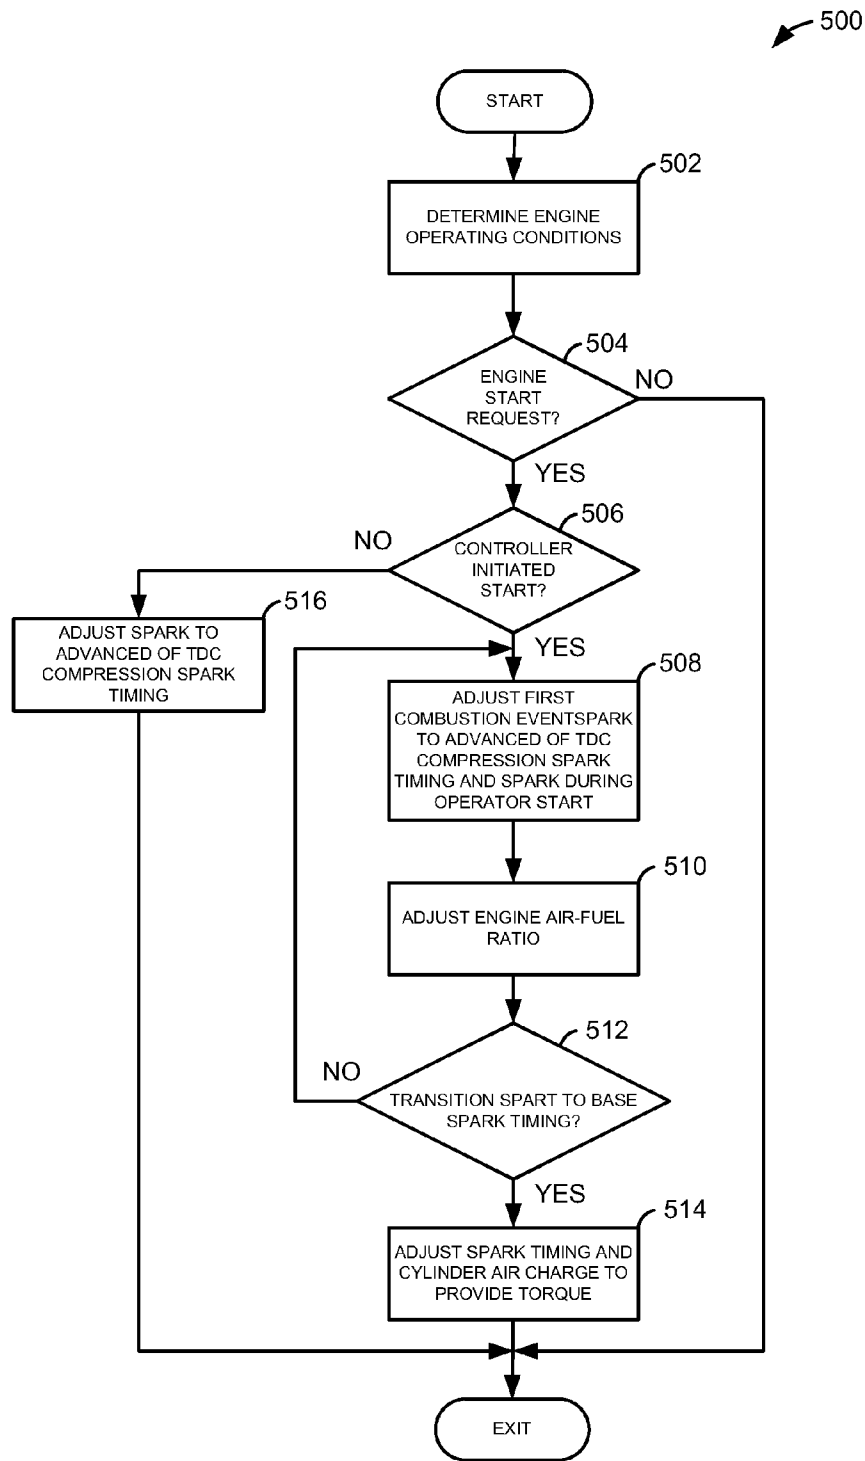 500
START
502
DETERMINE ENGINE
OPERATING CONDITIONS
504
ENGINE
START
REQUEST?
NO
YES
506
CONTROLLER
INITIATED
START?
NO
YES
516
ADJUST SPARK TO
ADVANCED OF TDC
COMPRESSION SPARK
TIMING
508
ADJUST FIRST
COMBUSTION EVENTSPARK
TO ADVANCED OF TDC
COMPRESSION SPARK
TIMING AND SPARK DURING
OPERATOR START
510
ADJUST ENGINE AIR-FUEL
RATIO
512
TRANSITION SPART TO BASE
SPARK TIMING?
NO
YES
514
ADJUST SPARK TIMING AND
CYLINDER AIR CHARGE TO
PROVIDE TORQUE
EXIT